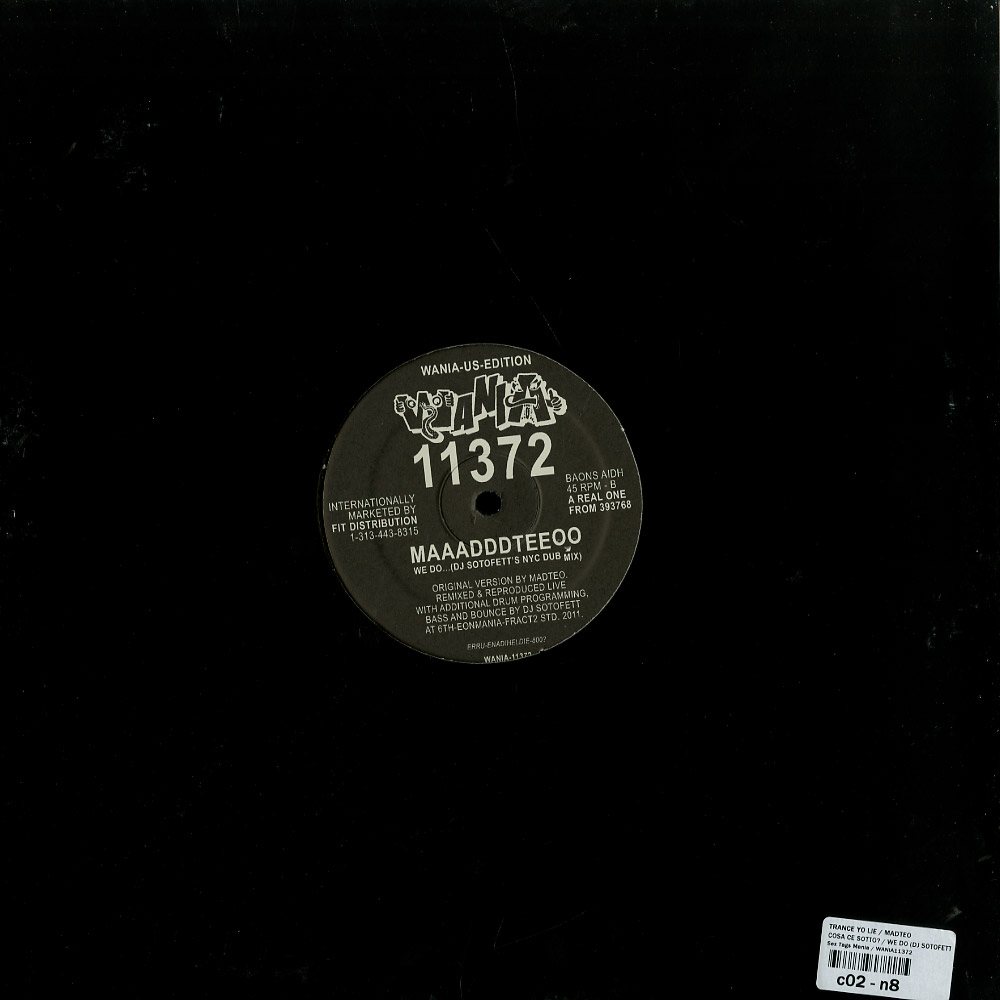 WANIA-US-EDITION
WANIA
11372
INTERNATIONALLY
MARKETED BY
FIT DISTRIBUTION
1-313-443-8315
BAONS AIDH
45 RPM - B
A REAL ONE
FROM 393768
MAAADDDTEEOO
WE DO...(DJ SOTOFETT'S NYC DUB MIX)
ORIGINAL VERSION BY MADTEO.
REMIXED & REPRODUCED LIVE
WITH ADDITIONAL DRUM PROGRAMMING,
BASS AND BOUNCE BY DJ SOTOFETT
AT 6TH-EONMANIA-FRACT2 STD. 2011.
WANIA-11372
TRANCE YO LIE / MADTEO
COSA CE SOTTO? / WE DO (DJ SOTOFETT
Sex Tags Mania / WANIA11372
c02 - n8